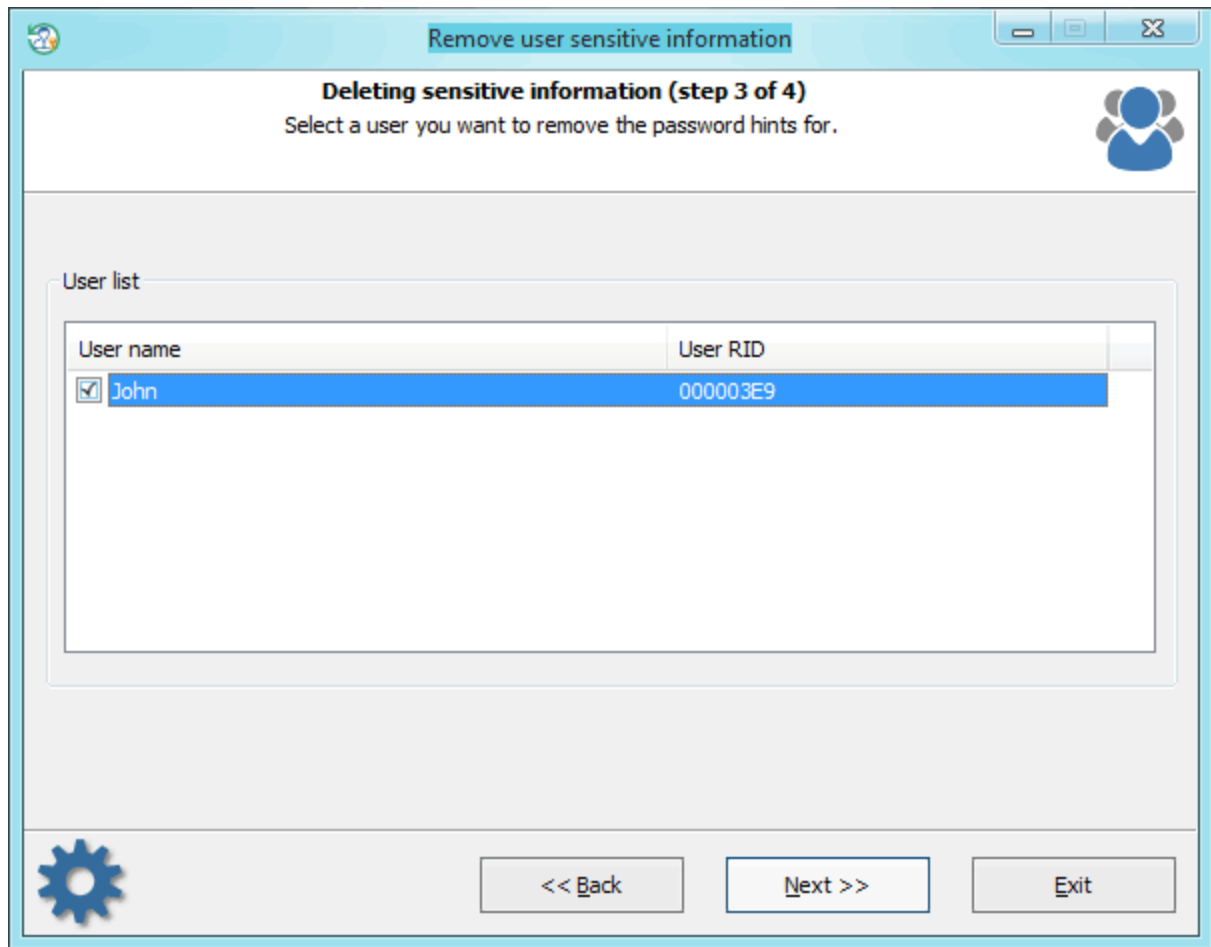 Remove user sensitive information
Deleting sensitive information (step 3 of 4)
Select a user you want to remove the password hints for.
User list
User name User RID
John 000003E9
<< Back Next >> Exit